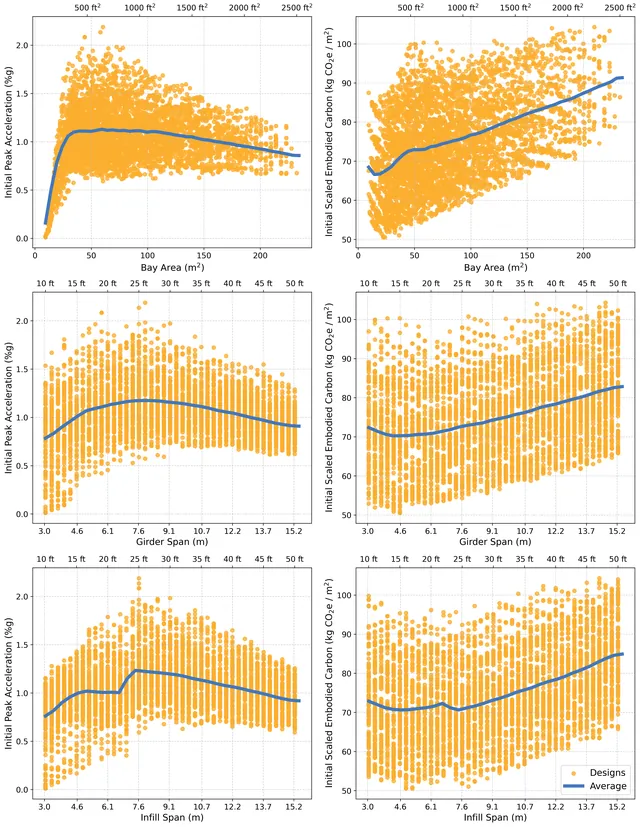 500 ft² 1000 ft² 1500 ft² 2000 ft² 2500 ft²
Initial Peak Acceleration (%g)
2.0
1.5
1.0
0.5
0.0
0 50 100 150 200
Bay Area (m²)
500 ft² 1000 ft² 1500 ft² 2000 ft² 2500 ft²
Initial Scaled Embodied Carbon (kg CO₂e / m²)
100
90
80
70
60
50
0 50 100 150 200
Bay Area (m²)
10 ft 15 ft 20 ft 25 ft 30 ft 35 ft 40 ft 45 ft 50 ft
Initial Peak Acceleration (%g)
2.0
1.5
1.0
0.5
0.0
3.0 4.6 6.1 7.6 9.1 10.7 12.2 13.7 15.2
Girder Span (m)
10 ft 15 ft 20 ft 25 ft 30 ft 35 ft 40 ft 45 ft 50 ft
Initial Scaled Embodied Carbon (kg CO₂e / m²)
100
90
80
70
60
50
3.0 4.6 6.1 7.6 9.1 10.7 12.2 13.7 15.2
Girder Span (m)
10 ft 15 ft 20 ft 25 ft 30 ft 35 ft 40 ft 45 ft 50 ft
Initial Peak Acceleration (%g)
2.0
1.5
1.0
0.5
0.0
3.0 4.6 6.1 7.6 9.1 10.7 12.2 13.7 15.2
Infill Span (m)
10 ft 15 ft 20 ft 25 ft 30 ft 35 ft 40 ft 45 ft 50 ft
Initial Scaled Embodied Carbon (kg CO₂e / m²)
100
90
80
70
60
50
Designs
Average
3.0 4.6 6.1 7.6 9.1 10.7 12.2 13.7 15.2
Infill Span (m)